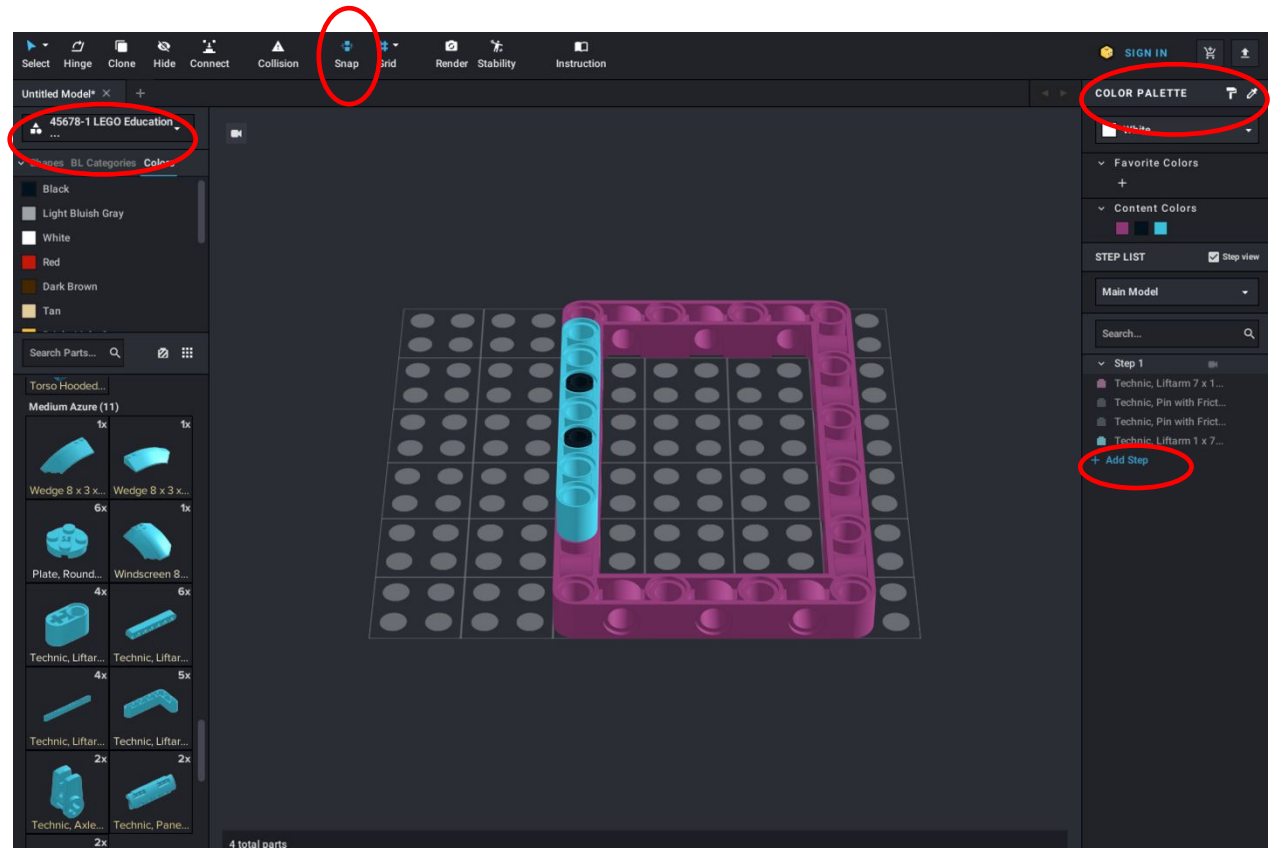 Select Hinge Clone Hide Connect Collision Snap Grid Render Stability Instruction
SIGN IN
Untitled Model* × +
45678-1 LEGO Education
...
Shapes BL Categories Colors
Black
Light Bluish Gray
White
Red
Dark Brown
Tan
Search Parts...
Torso Hooded...
Medium Azure (11)
1x 1x
Wedge 8 x 3 x... Wedge 8 x 3 x...
6x 1x
Plate, Round... Windscreen 8...
4x 6x
Technic, Liftar... Technic, Liftar...
4x 5x
Technic, Liftar... Technic, Liftar...
2x 2x
Technic, Axle... Technic, Pane...
2x
4 total parts
COLOR PALETTE
White
Favorite Colors
+
Content Colors
STEP LIST Step view
Main Model
Search...
Step 1
Technic, Liftarm 7 x 1...
Technic, Pin with Frict...
Technic, Pin with Frict...
Technic, Liftarm 1 x 7...
+ Add Step